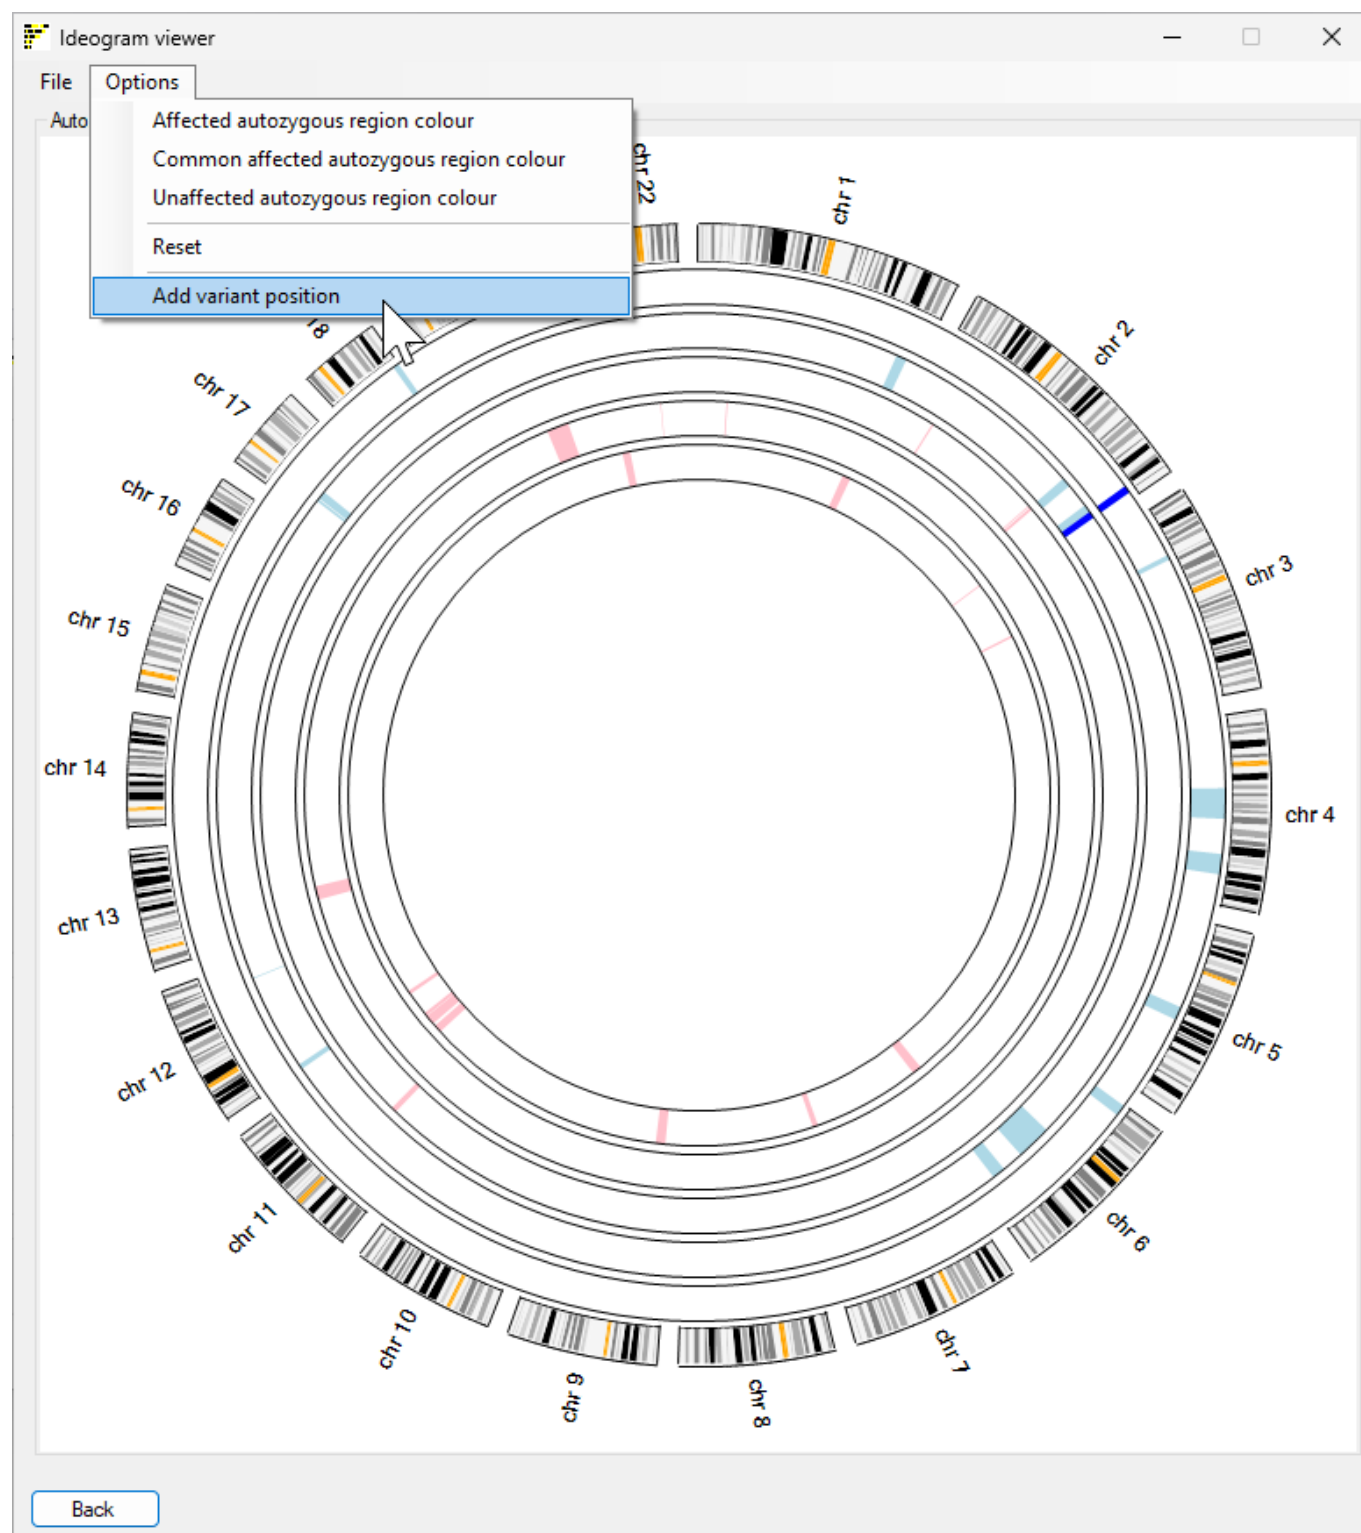 Ideogram viewer
File Options
Auto
Affected autozygous region colour
Common affected autozygous region colour
Unaffected autozygous region colour
Reset
Add variant position
chr 22
chr 1
chr 2
chr 3
chr 4
chr 5
chr 6
chr 7
chr 8
chr 9
chr 10
chr 11
chr 12
chr 13
chr 14
chr 15
chr 16
chr 17
18
Back